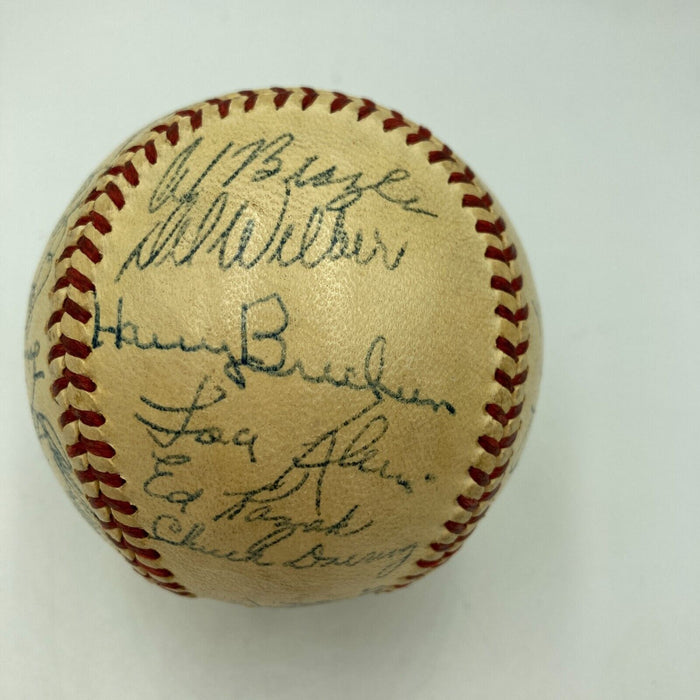 Al Brazle
Del Wilber
Harry Brecheen
Lou Klein
Ed Kazak
Chuck Diering